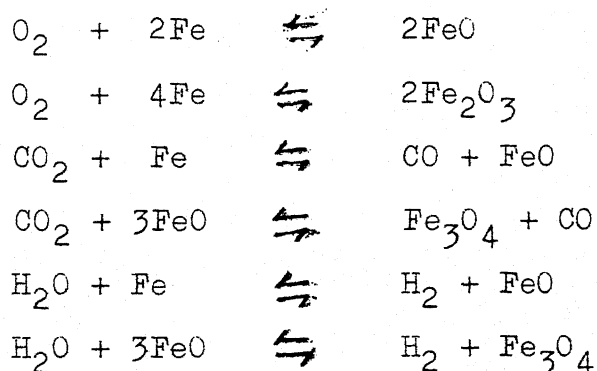 O₂ + 2Fe ⇆ 2FeO
O₂ + 4Fe ⇆ 2Fe₂O₃
CO₂ + Fe ⇆ CO + FeO
CO₂ + 3FeO ⇆ Fe₃O₄ + CO
H₂O + Fe ⇆ H₂ + FeO
H₂O + 3FeO ⇆ H₂ + Fe₃O₄